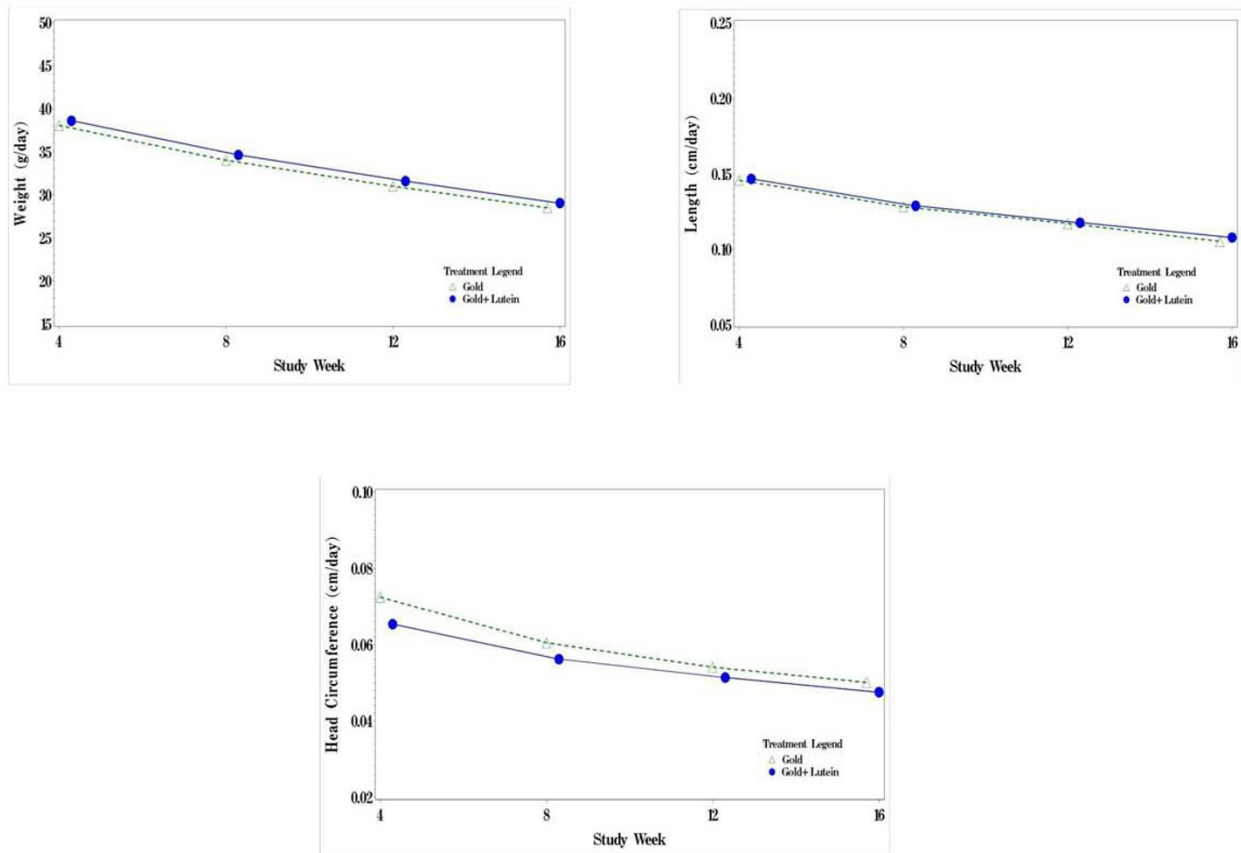 50
45
40
35
30
25
20
15
Weight (g/day)
Treatment Legend
Gold
Gold+Lutein
4 8 12 16
Study Week
0.25
0.20
0.15
0.10
0.05
Length (cm/day)
Treatment Legend
Gold
Gold+Lutein
4 8 12 16
Study Week
0.10
0.08
0.06
0.04
0.02
Head Circumference (cm/day)
Treatment Legend
Gold
Gold+Lutein
4 8 12 16
Study Week